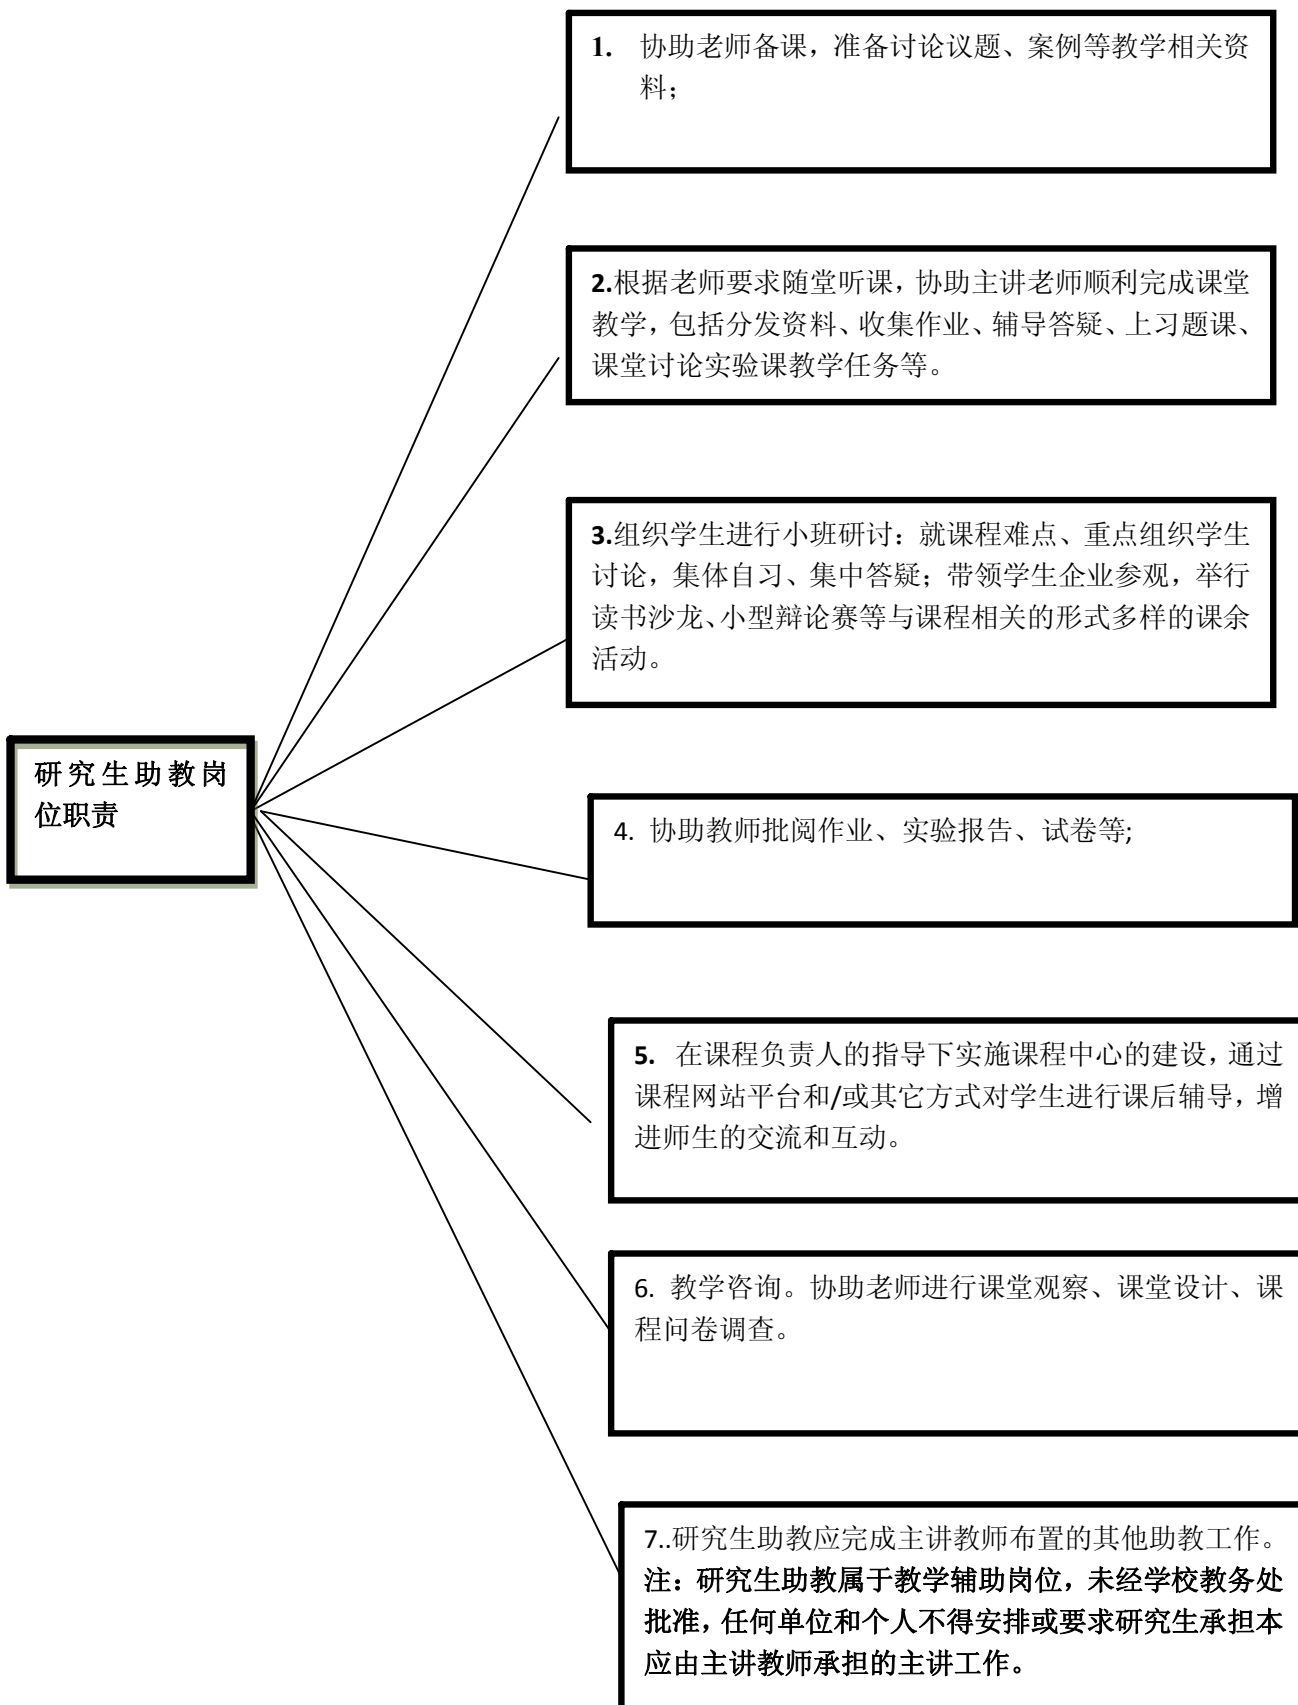 1. 协助老师备课，准备讨论议题、案例等教学相关资
料；
2.根据老师要求随堂听课，协助主讲老师顺利完成课堂
教学，包括分发资料、收集作业、辅导答疑、上习题课、
课堂讨论实验课教学任务等。
3.组织学生进行小班研讨：就课程难点、重点组织学生
讨论，集体自习、集中答疑；带领学生企业参观，举行
读书沙龙、小型辩论赛等与课程相关的形式多样的课余
活动。
研究生助教岗
位职责
4. 协助教师批阅作业、实验报告、试卷等;
5. 在课程负责人的指导下实施课程中心的建设，通过
课程网站平台和/或其它方式对学生进行课后辅导，增
进师生的交流和互动。
6. 教学咨询。协助老师进行课堂观察、课堂设计、课
程问卷调查。
7..研究生助教应完成主讲教师布置的其他助教工作。
注：研究生助教属于教学辅助岗位，未经学校教务处
批准，任何单位和个人不得安排或要求研究生承担本
应由主讲教师承担的主讲工作。